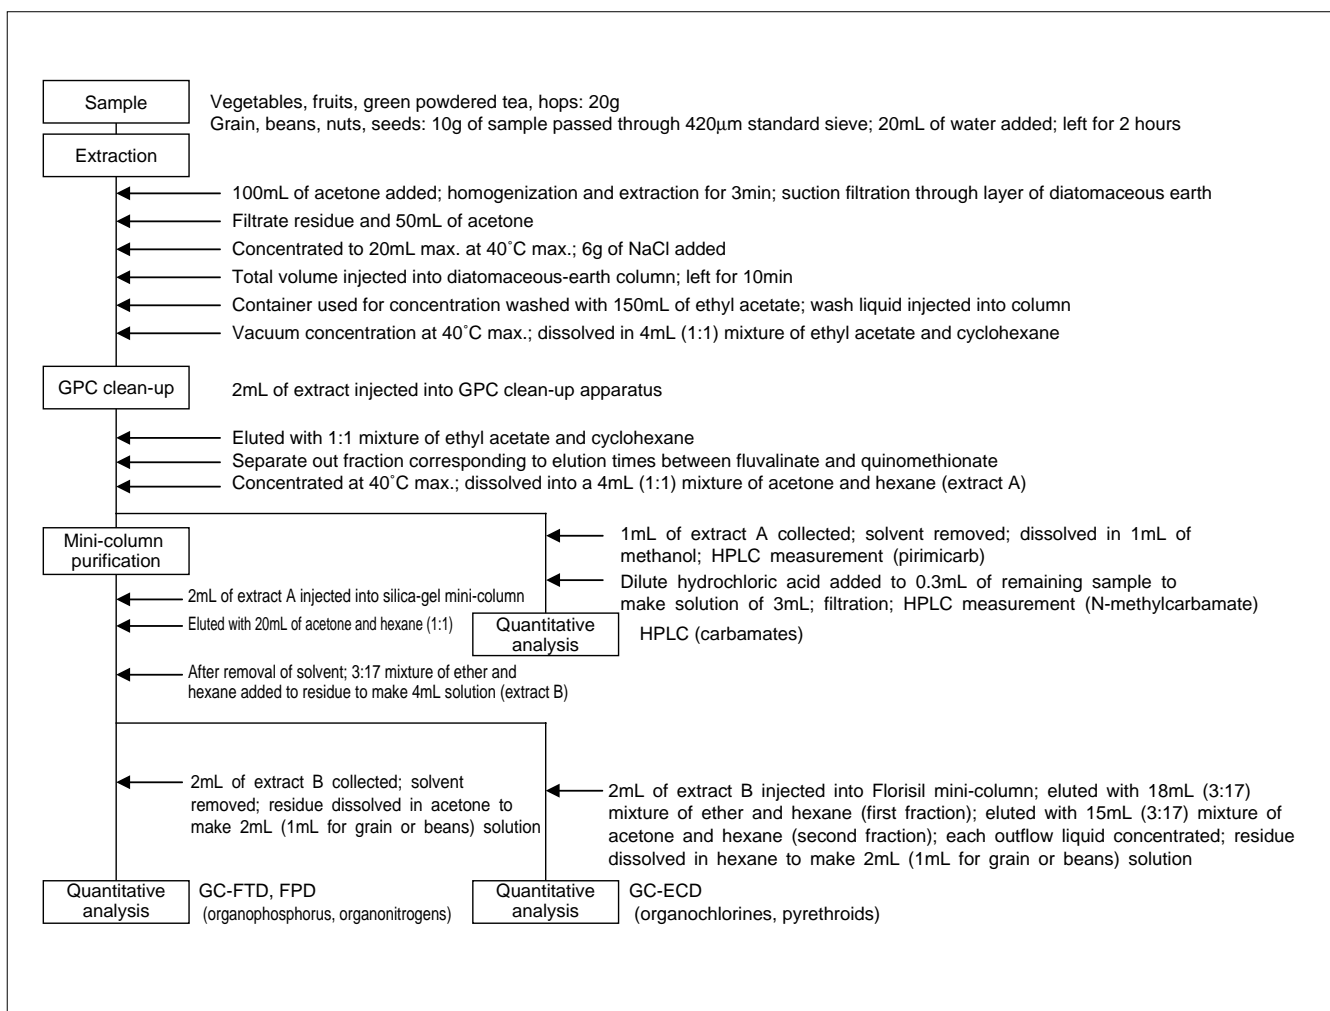 Sample
Vegetables, fruits, green powdered tea, hops: 20g
Grain, beans, nuts, seeds: 10g of sample passed through 420μm standard sieve; 20mL of water added; left for 2 hours
Extraction
100mL of acetone added; homogenization and extraction for 3min; suction filtration through layer of diatomaceous earth
Filtrate residue and 50mL of acetone
Concentrated to 20mL max. at 40˚C max.; 6g of NaCl added
Total volume injected into diatomaceous-earth column; left for 10min
Container used for concentration washed with 150mL of ethyl acetate; wash liquid injected into column
Vacuum concentration at 40˚C max.; dissolved in 4mL (1:1) mixture of ethyl acetate and cyclohexane
GPC clean-up
2mL of extract injected into GPC clean-up apparatus
Eluted with 1:1 mixture of ethyl acetate and cyclohexane
Separate out fraction corresponding to elution times between fluvalinate and quinomethionate
Concentrated at 40˚C max.; dissolved into a 4mL (1:1) mixture of acetone and hexane (extract A)
Mini-column
purification
1mL of extract A collected; solvent removed; dissolved in 1mL of
methanol; HPLC measurement (pirimicarb)
Dilute hydrochloric acid added to 0.3mL of remaining sample to
make solution of 3mL; filtration; HPLC measurement (N-methylcarbamate)
2mL of extract A injected into silica-gel mini-column
Eluted with 20mL of acetone and hexane (1:1)
Quantitative
analysis
HPLC (carbamates)
After removal of solvent; 3:17 mixture of ether and
hexane added to residue to make 4mL solution (extract B)
2mL of extract B collected; solvent
removed; residue dissolved in acetone to
make 2mL (1mL for grain or beans) solution
2mL of extract B injected into Florisil mini-column; eluted with 18mL (3:17)
mixture of ether and hexane (first fraction); eluted with 15mL (3:17) mixture of
acetone and hexane (second fraction); each outflow liquid concentrated; residue
dissolved in hexane to make 2mL (1mL for grain or beans) solution
Quantitative
analysis
GC-FTD, FPD
(organophosphorus, organonitrogens)
Quantitative
analysis
GC-ECD
(organochlorines, pyrethroids)